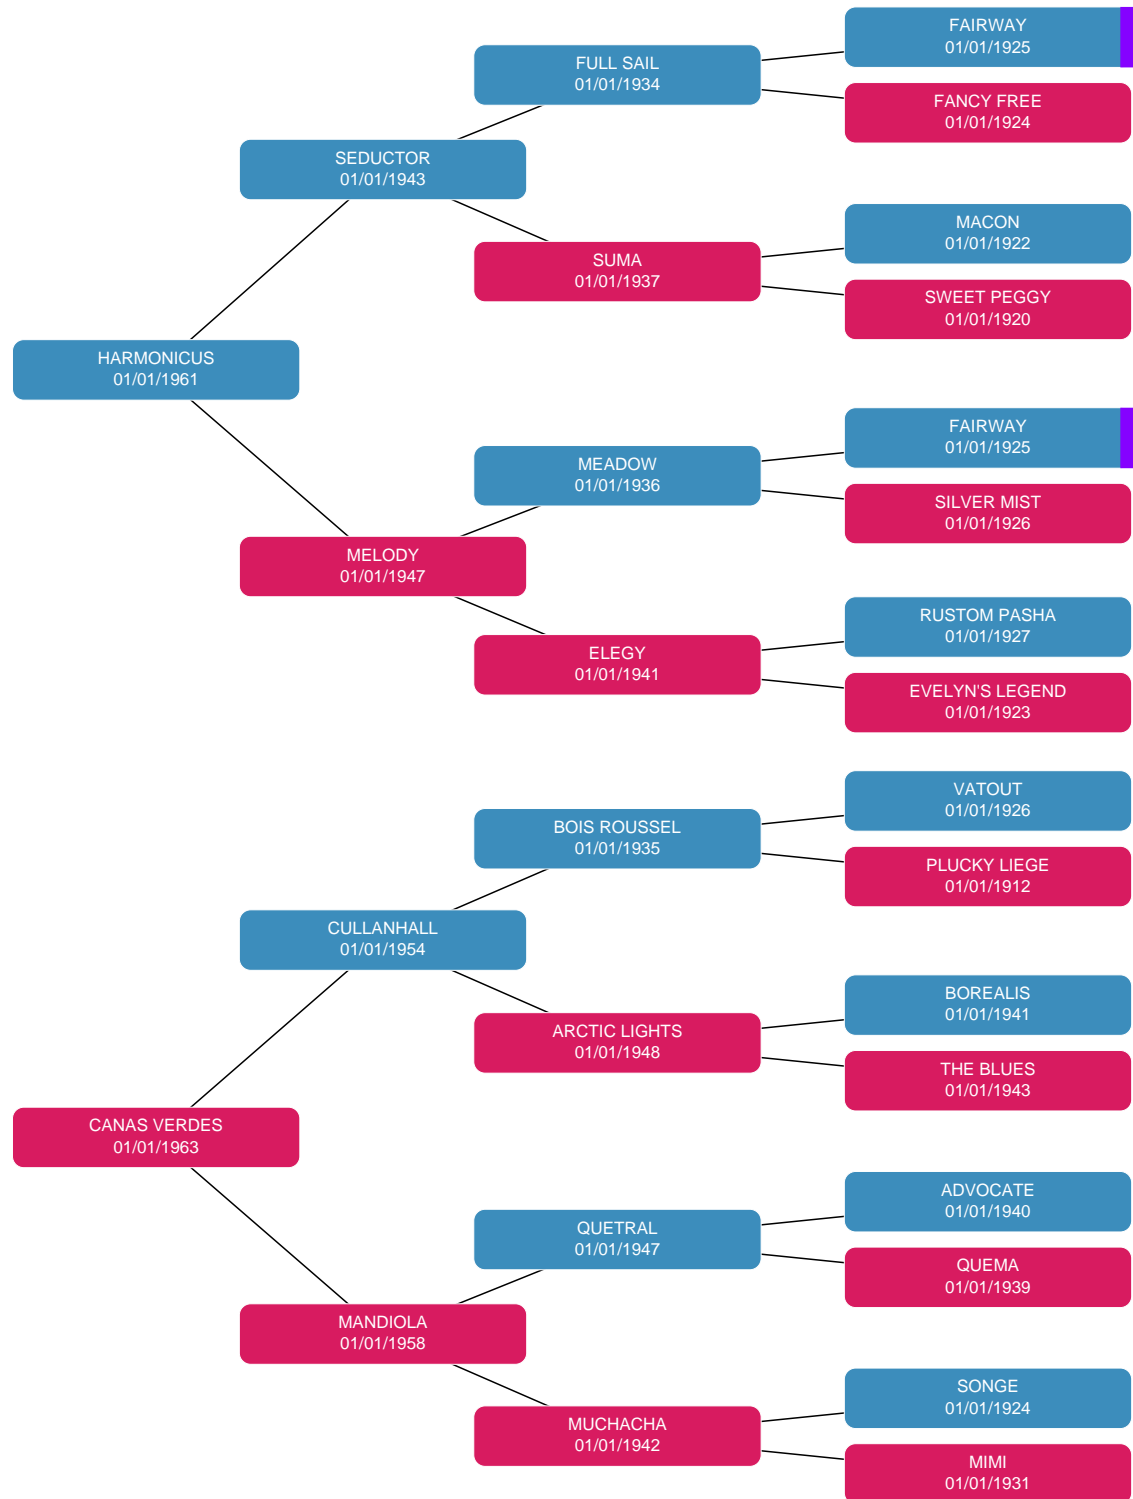 FAIRWAY
01/01/1925
FULL SAIL
01/01/1934
FANCY FREE
01/01/1924
SEDUCTOR
01/01/1943
MACON
01/01/1922
SUMA
01/01/1937
SWEET PEGGY
01/01/1920
HARMONICUS
01/01/1961
FAIRWAY
01/01/1925
MEADOW
01/01/1936
SILVER MIST
01/01/1926
MELODY
01/01/1947
RUSTOM PASHA
01/01/1927
ELEGY
01/01/1941
EVELYN'S LEGEND
01/01/1923
VATOUT
01/01/1926
BOIS ROUSSEL
01/01/1935
PLUCKY LIEGE
01/01/1912
CULLANHALL
01/01/1954
BOREALIS
01/01/1941
ARCTIC LIGHTS
01/01/1948
THE BLUES
01/01/1943
CANAS VERDES
01/01/1963
ADVOCATE
01/01/1940
QUETRAL
01/01/1947
QUEMA
01/01/1939
MANDIOLA
01/01/1958
SONGE
01/01/1924
MUCHACHA
01/01/1942
MIMI
01/01/1931